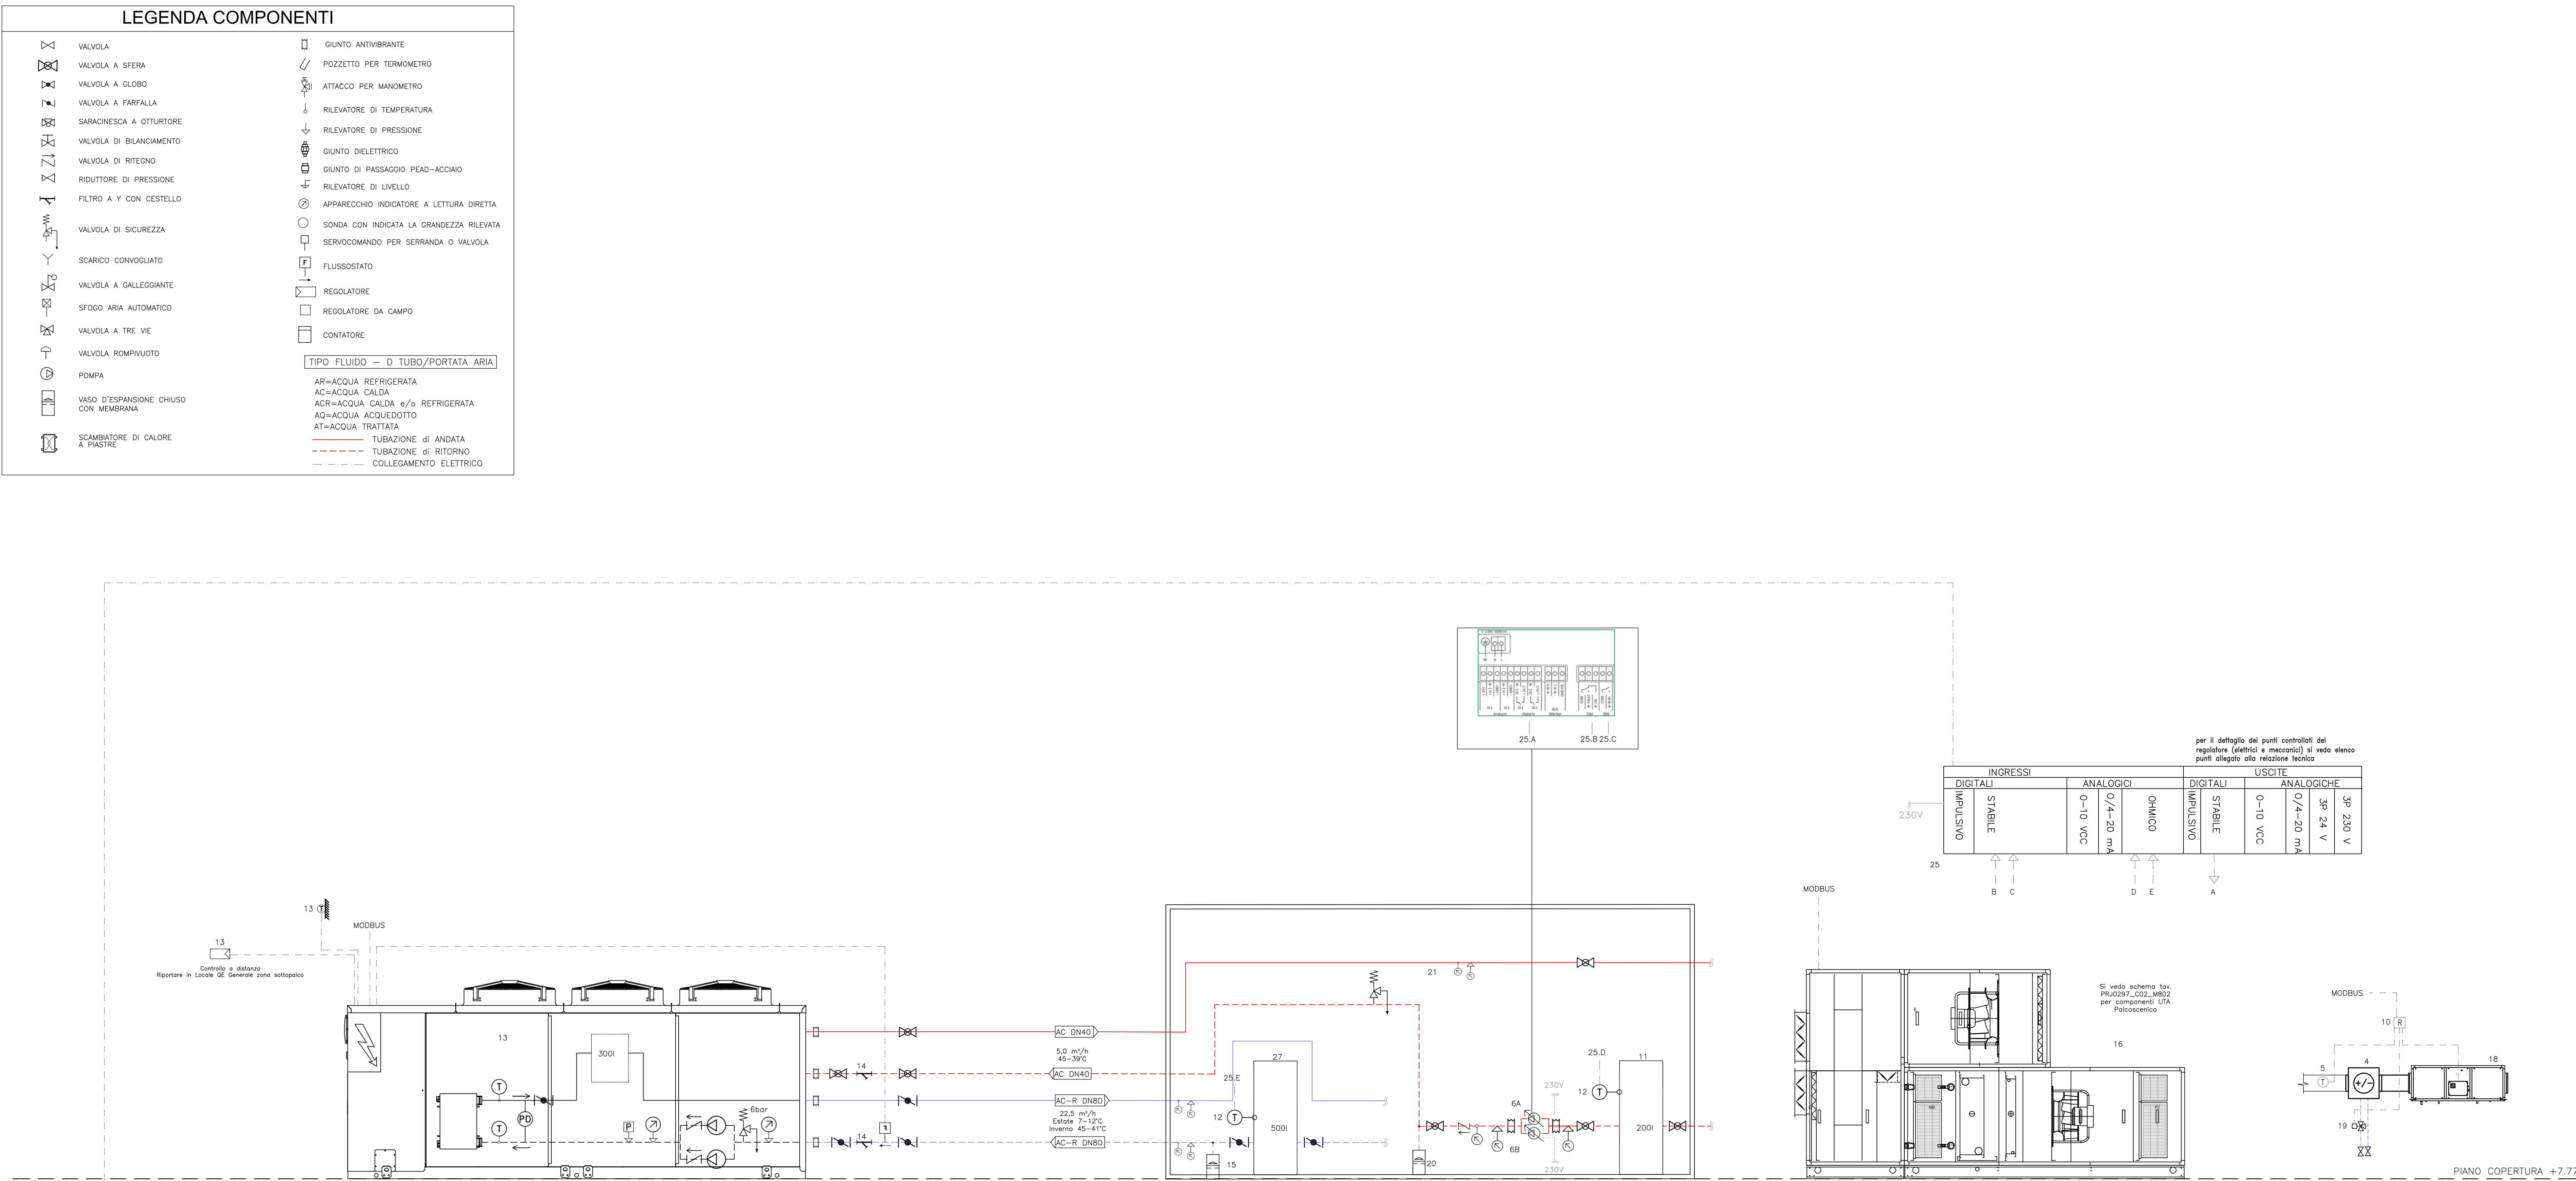 LEGENDA COMPONENTI
VALVOLA
VALVOLA A SFERA
VALVOLA A GLOBO
VALVOLA A FARFALLA
SARACINESCA A OTTURTORE
VALVOLA DI BILANCIAMENTO
VALVOLA DI RITEGNO
RIDUTTORE DI PRESSIONE
FILTRO A Y CON CESTELLO
VALVOLA DI SICUREZZA
SCARICO CONVOGLIATO
VALVOLA A GALLEGGIANTE
SFOGO ARIA AUTOMATICO
VALVOLA A TRE VIE
VALVOLA ROMPIVUOTO
POMPA
VASO D'ESPANSIONE CHIUSO
CON MEMBRANA
SCAMBIATORE DI CALORE
A PIASTRE
GIUNTO ANTIVIBRANTE
POZZETTO PER TERMOMETRO
ATTACCO PER MANOMETRO
RILEVATORE DI TEMPERATURA
RILEVATORE DI PRESSIONE
GIUNTO DIELETTRICO
GIUNTO DI PASSAGGIO PEAD-ACCIAIO
RILEVATORE DI LIVELLO
APPARECCHIO INDICATORE A LETTURA DIRETTA
SONDA CON INDICATA LA GRANDEZZA RILEVATA
SERVOCOMANDO PER SERRANDA O VALVOLA
F
FLUSSOSTATO
REGOLATORE
REGOLATORE DA CAMPO
CONTATORE
TIPO FLUIDO - D TUBO/PORTATA ARIA
AR=ACQUA REFRIGERATA
AC=ACQUA CALDA
ACR=ACQUA CALDA e/o REFRIGERATA
AQ=ACQUA ACQUEDOTTO
AT=ACQUA TRATTATA
TUBAZIONE di ANDATA
TUBAZIONE di RITORNO
COLLEGAMENTO ELETTRICO
25.A
25.B
25.C
per il dettaglio dei punti controllati del
regolatore (elettrici e meccanici) si veda elenco
punti allegato alla relazione tecnica
INGRESSI
USCITE
DIGITALI
ANALOGICI
DIGITALI
ANALOGICHE
IMPULSIVO
STABILE
0-10 VCC
0/4-20 mA
OHMICO
IMPULSIVO
STABILE
0-10 VCC
0/4-20 mA
3P 24 V
3P 230 V
230V
25
B
C
D
E
A
13
T
13
Controllo a distanza
Riportare in Locale QE Generale zona sottopalco
MODBUS
13
300l
T
PD
T
P
6bar
14
14
F
AC DN40
5,0 m³/h
45-39°C
AC DN40
AC-R DN80
22,5 m³/h
Estate 7-12°C
Inverno 45-41°C
AC-R DN80
27
25.E
12
T
500l
15
20
21
6A
6B
230V
230V
25.D
12
T
11
200l
MODBUS
Si veda schema tav.
PRJ0297_C02_M802
per componenti UTA
Palcoscenico
16
MODBUS
10
R
5
T
4
+/-
18
19
PIANO COPERTURA +7.77